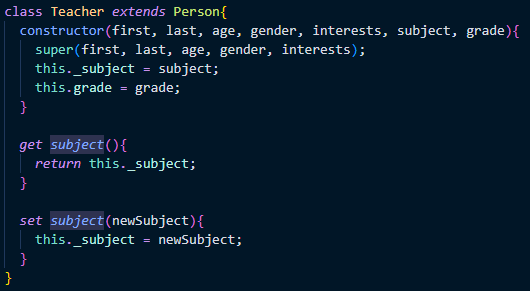 class Teacher extends Person{
  constructor(first, last, age, gender, interests, subject, grade){
    super(first, last, age, gender, interests);
    this._subject = subject;
    this.grade = grade;
  }

  get subject(){
    return this._subject;
  }

  set subject(newSubject){
    this._subject = newSubject;
  }
}